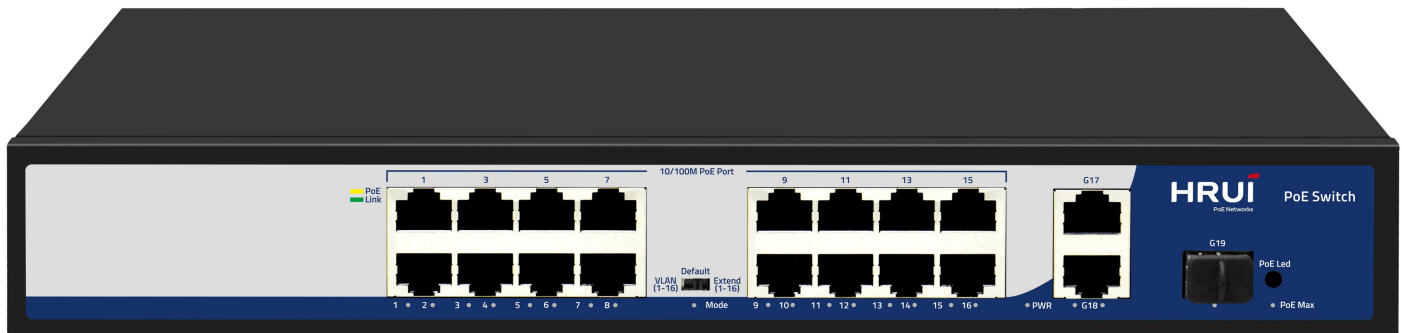 10/100M PoE Port
1 3 5 7
9 11 13 15
G17
PoE
Link
HRUI
PoE Networks
PoE Switch
G19
PoE Led
Default
VLAN
(1-16)
Extend
(1-16)
1 2 3 4 5 6 7 8
Mode
9 10 11 12 13 14 15 16
PWR
G18
PoE Max